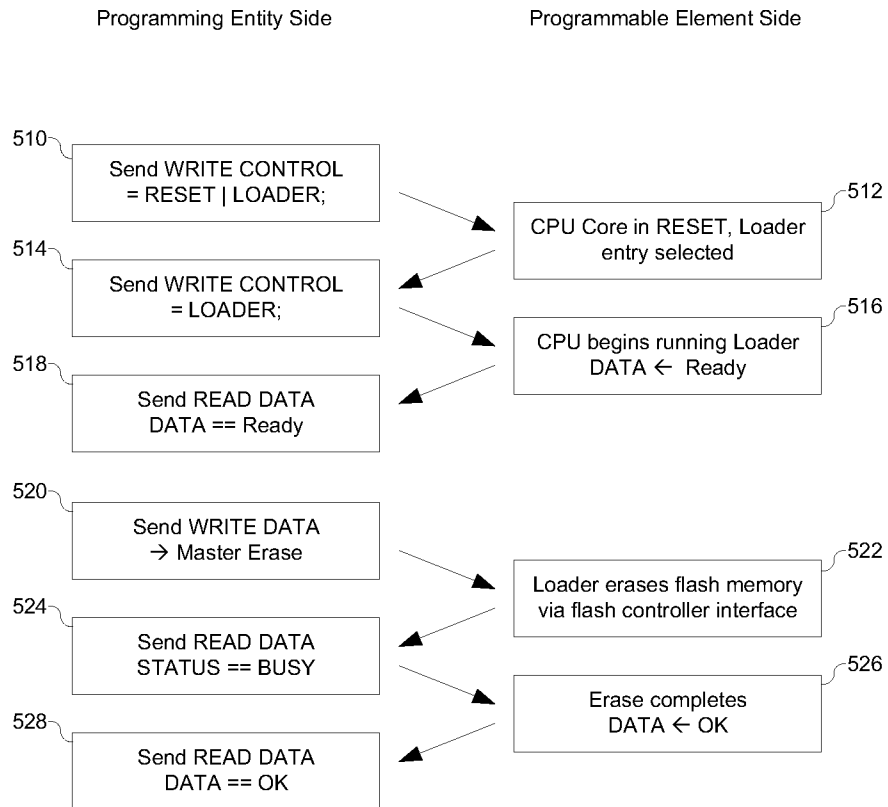 Programming Entity Side
Programmable Element Side
510
Send WRITE CONTROL
= RESET | LOADER;
512
CPU Core in RESET, Loader
entry selected
514
Send WRITE CONTROL
= LOADER;
516
CPU begins running Loader
DATA ← Ready
518
Send READ DATA
DATA == Ready
520
Send WRITE DATA
→ Master Erase
522
Loader erases flash memory
via flash controller interface
524
Send READ DATA
STATUS == BUSY
526
Erase completes
DATA ← OK
528
Send READ DATA
DATA == OK